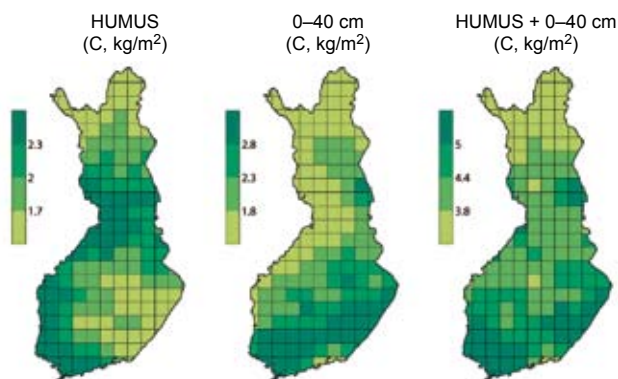 HUMUS
(C, kg/m²)
2.3
2
1.7
0–40 cm
(C, kg/m²)
2.8
2.3
1.8
HUMUS + 0–40 cm
(C, kg/m²)
5
4.4
3.8